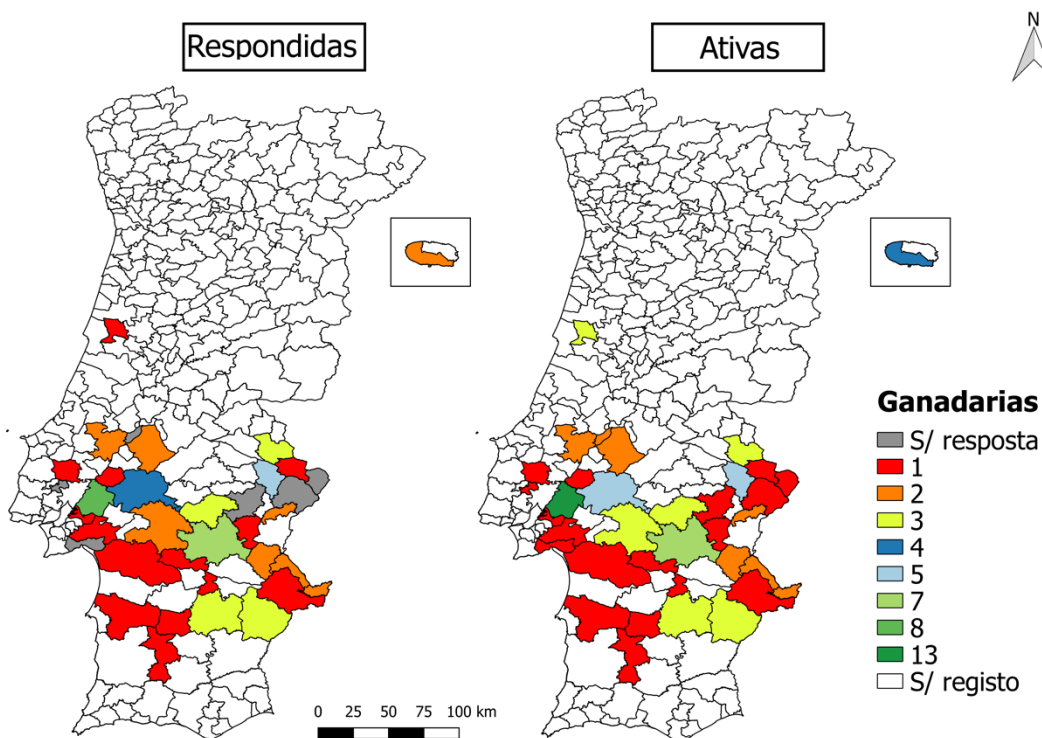 Respondidas
Ativas
N
Ganadarias
S/ resposta
1
2
3
4
5
7
8
13
S/ registo
0 25 50 75 100 km